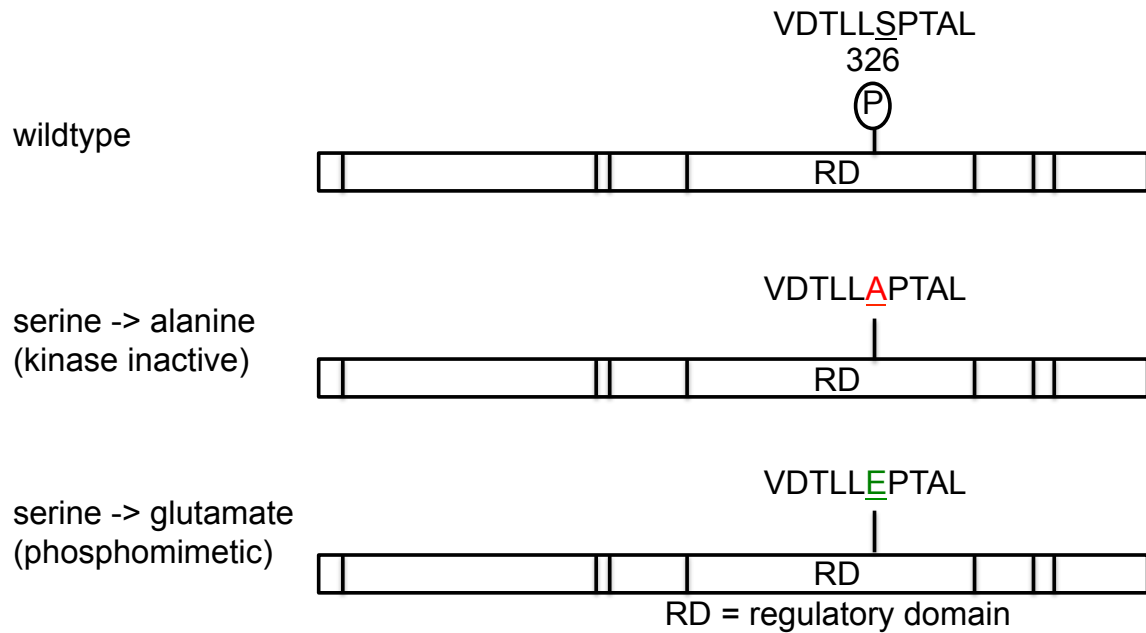 VDTLLSPTAL
326
P
wildtype
RD
VDTLLAPTAL
serine -> alanine
(kinase inactive)
RD
VDTLLEPTAL
serine -> glutamate
(phosphomimetic)
RD
RD = regulatory domain